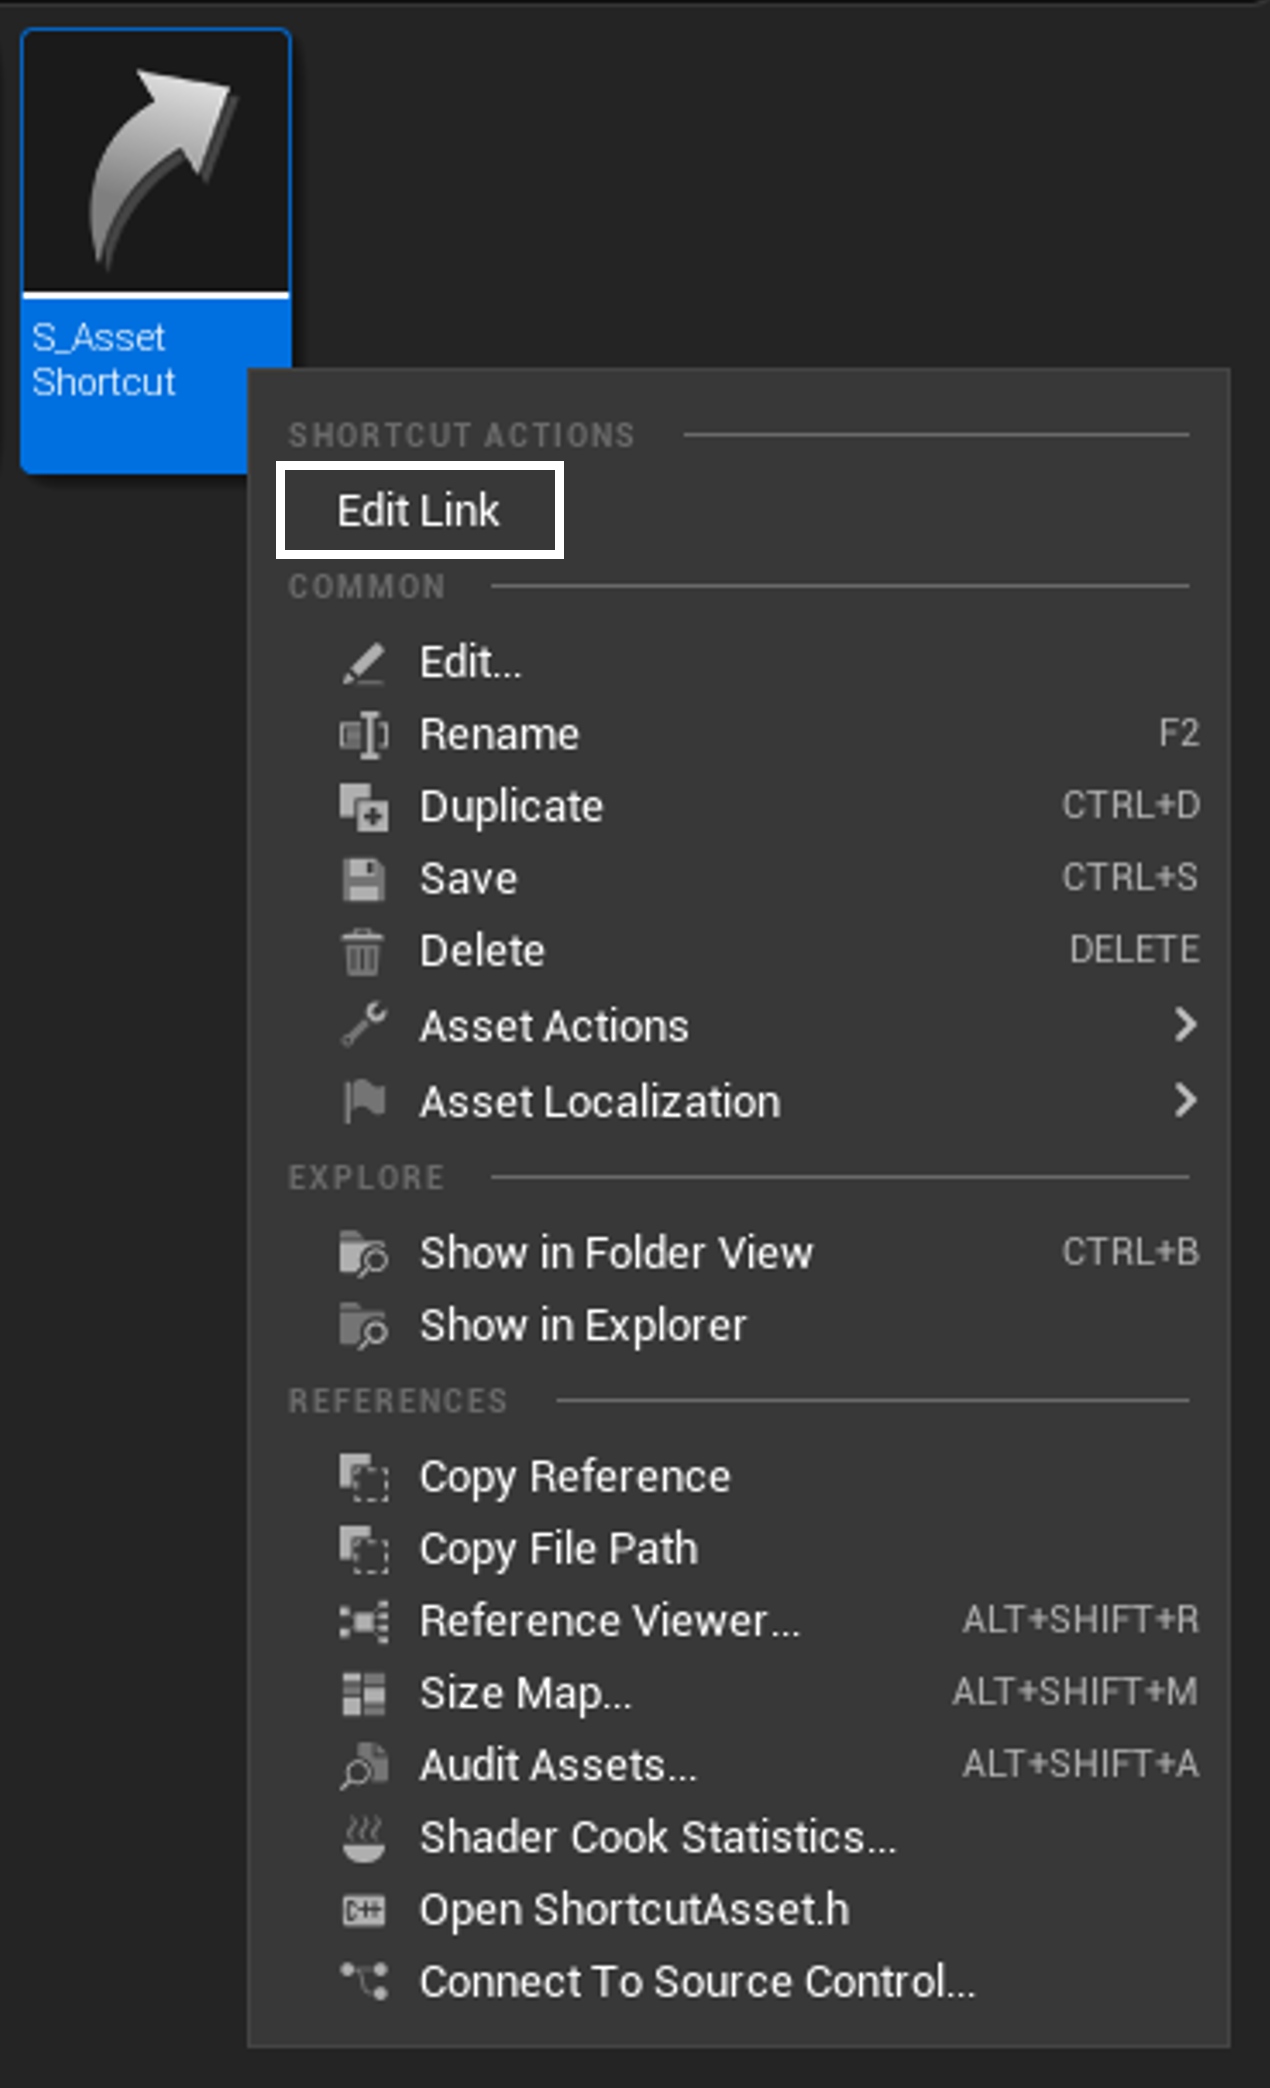 S_Asset
Shortcut
SHORTCUT ACTIONS
Edit Link
COMMON
Edit...
Rename F2
Duplicate CTRL+D
Save CTRL+S
Delete DELETE
Asset Actions
Asset Localization
EXPLORE
Show in Folder View CTRL+B
Show in Explorer
REFERENCES
Copy Reference
Copy File Path
Reference Viewer... ALT+SHIFT+R
Size Map... ALT+SHIFT+M
Audit Assets... ALT+SHIFT+A
Shader Cook Statistics...
C++ Open ShortcutAsset.h
Connect To Source Control...